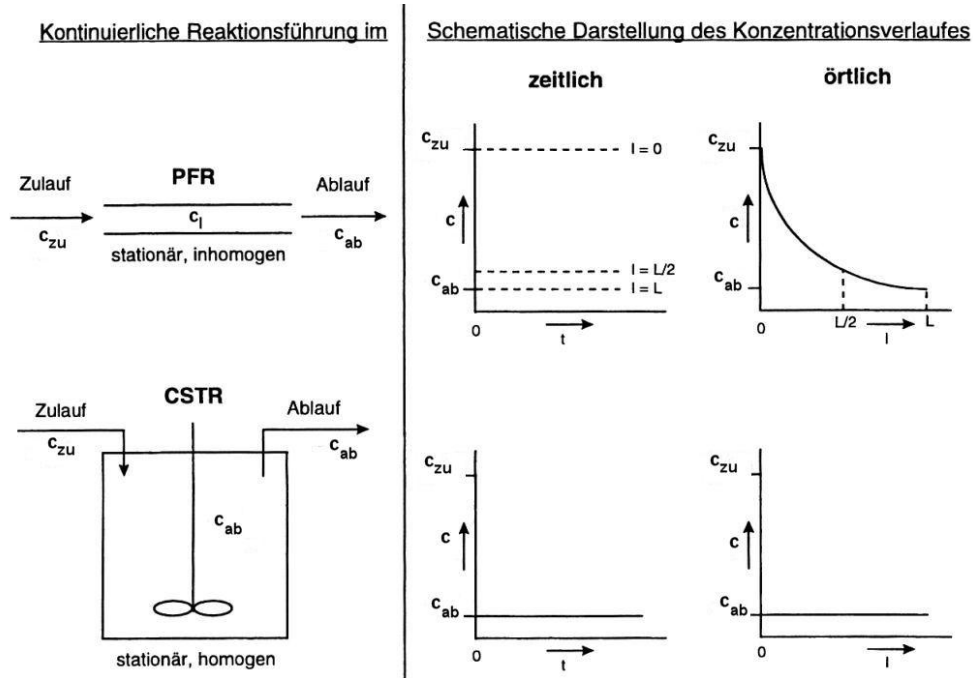 Kontinuierliche Reaktionsführung im
Schematische Darstellung des Konzentrationsverlaufes
zeitlich
örtlich
Zulauf
PFR
Ablauf
c_zu
c_l
c_ab
stationär, inhomogen
c_zu
l = 0
c
l = L/2
c_ab
l = L
0
t
c_zu
c
c_ab
0
L/2
L
l
Zulauf
CSTR
Ablauf
c_zu
c_ab
c_ab
stationär, homogen
c_zu
c
c_ab
0
t
c_zu
c
c_ab
0
l